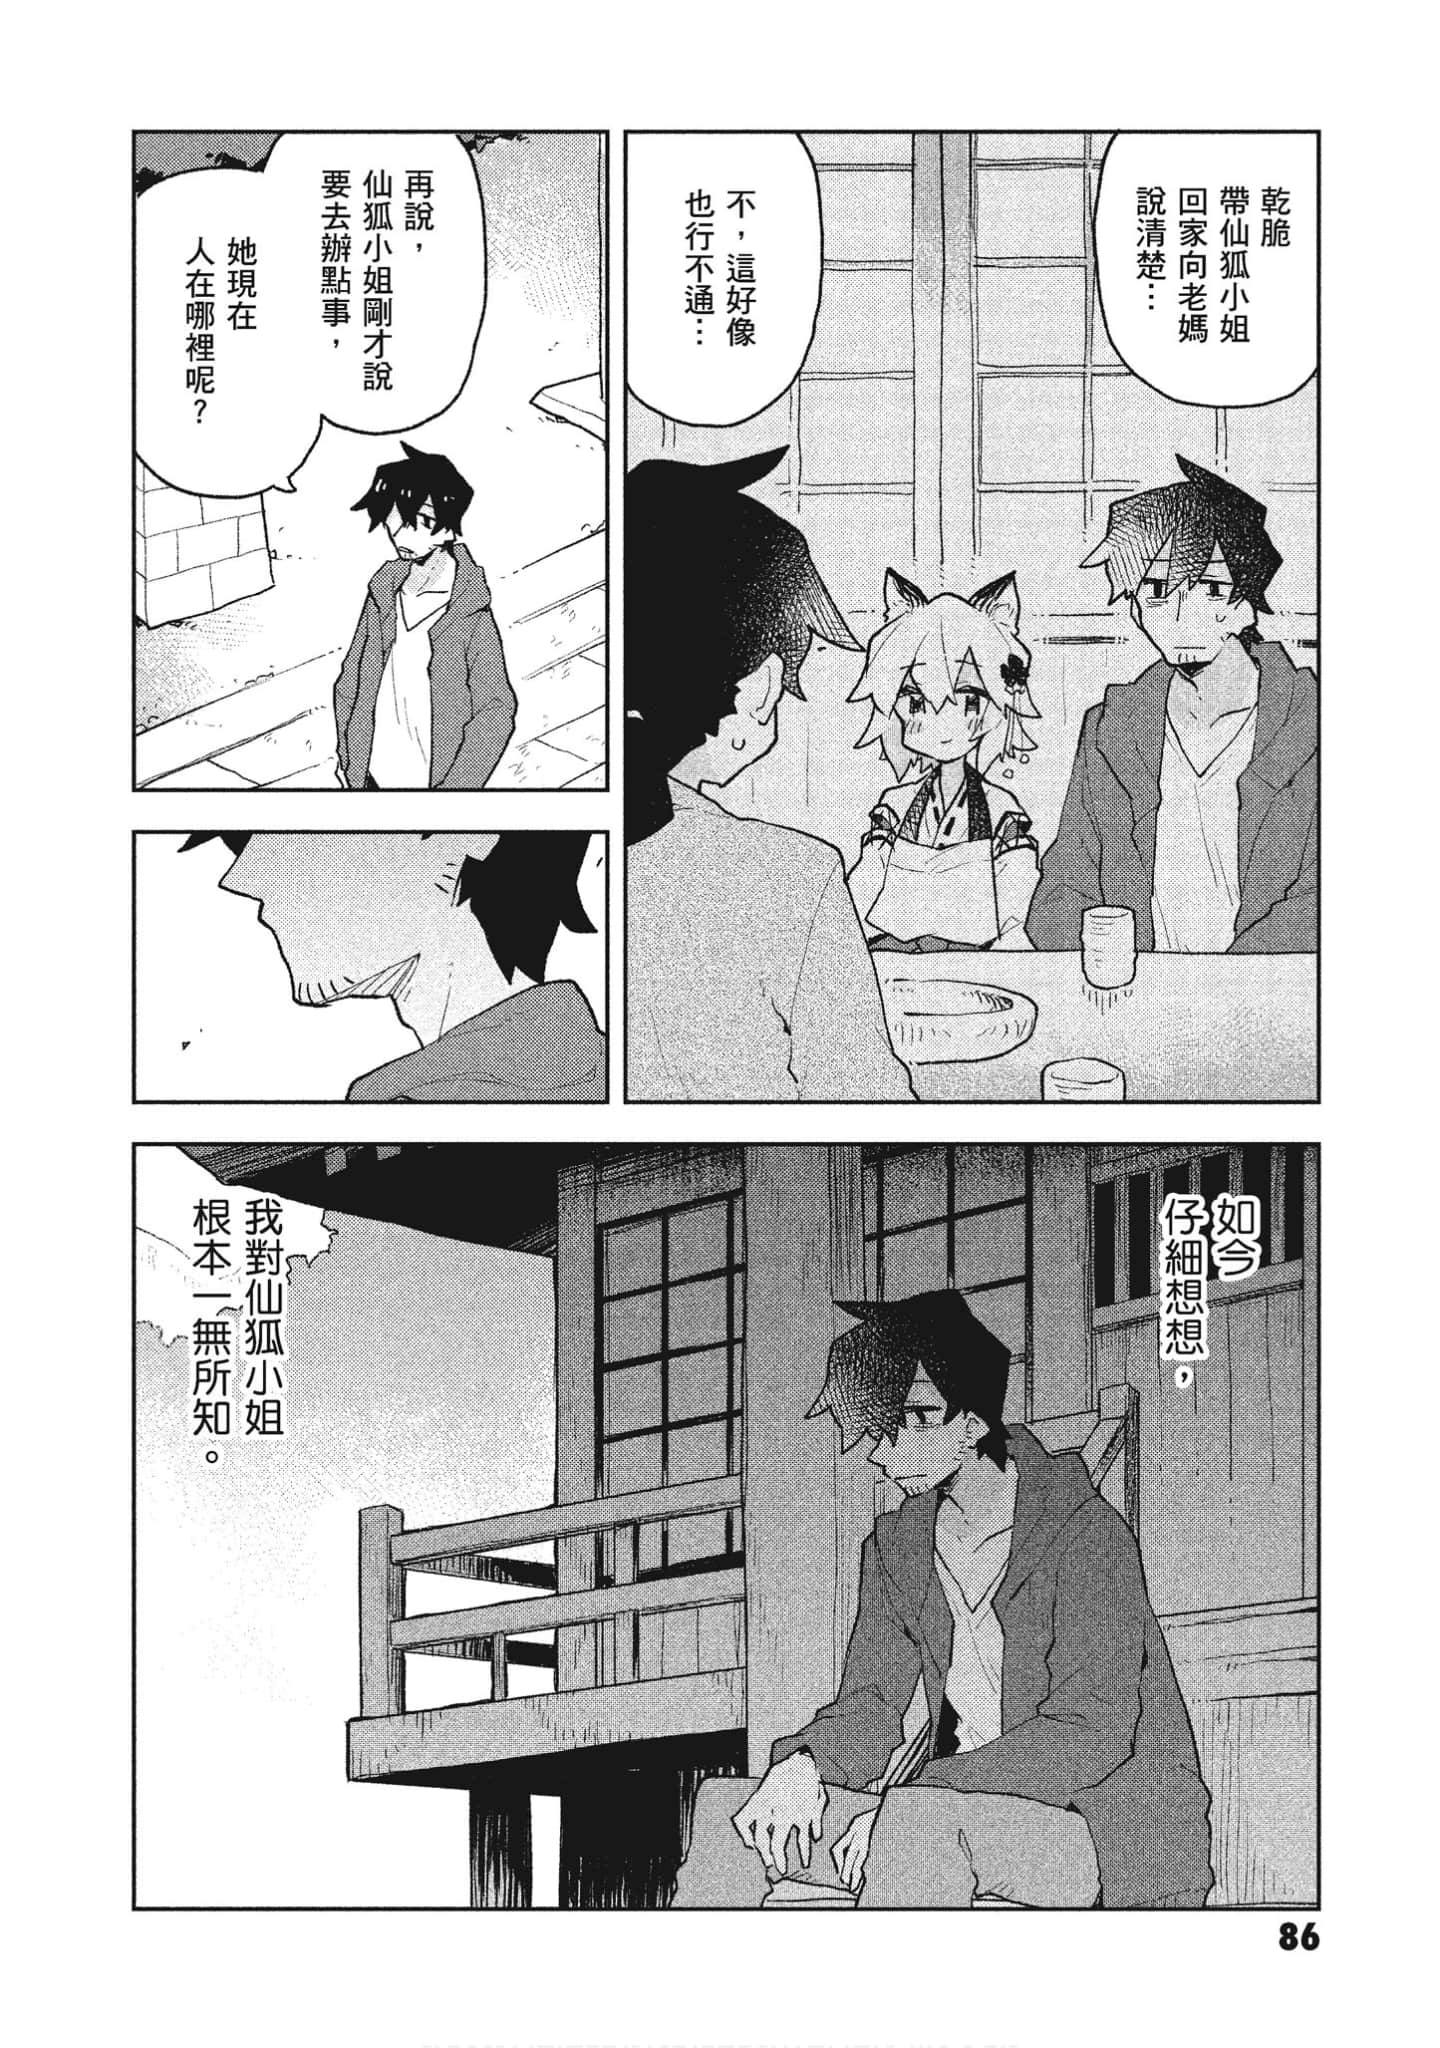 乾脆
帶仙狐小姐
回家向老媽
說清楚…
不，這好像
也行不通…
再說，
仙狐小姐剛才說
要去辦點事，
她現在
人在哪裡呢？
如今
仔細想想，
我對仙狐小姐
根本一無所知。
86